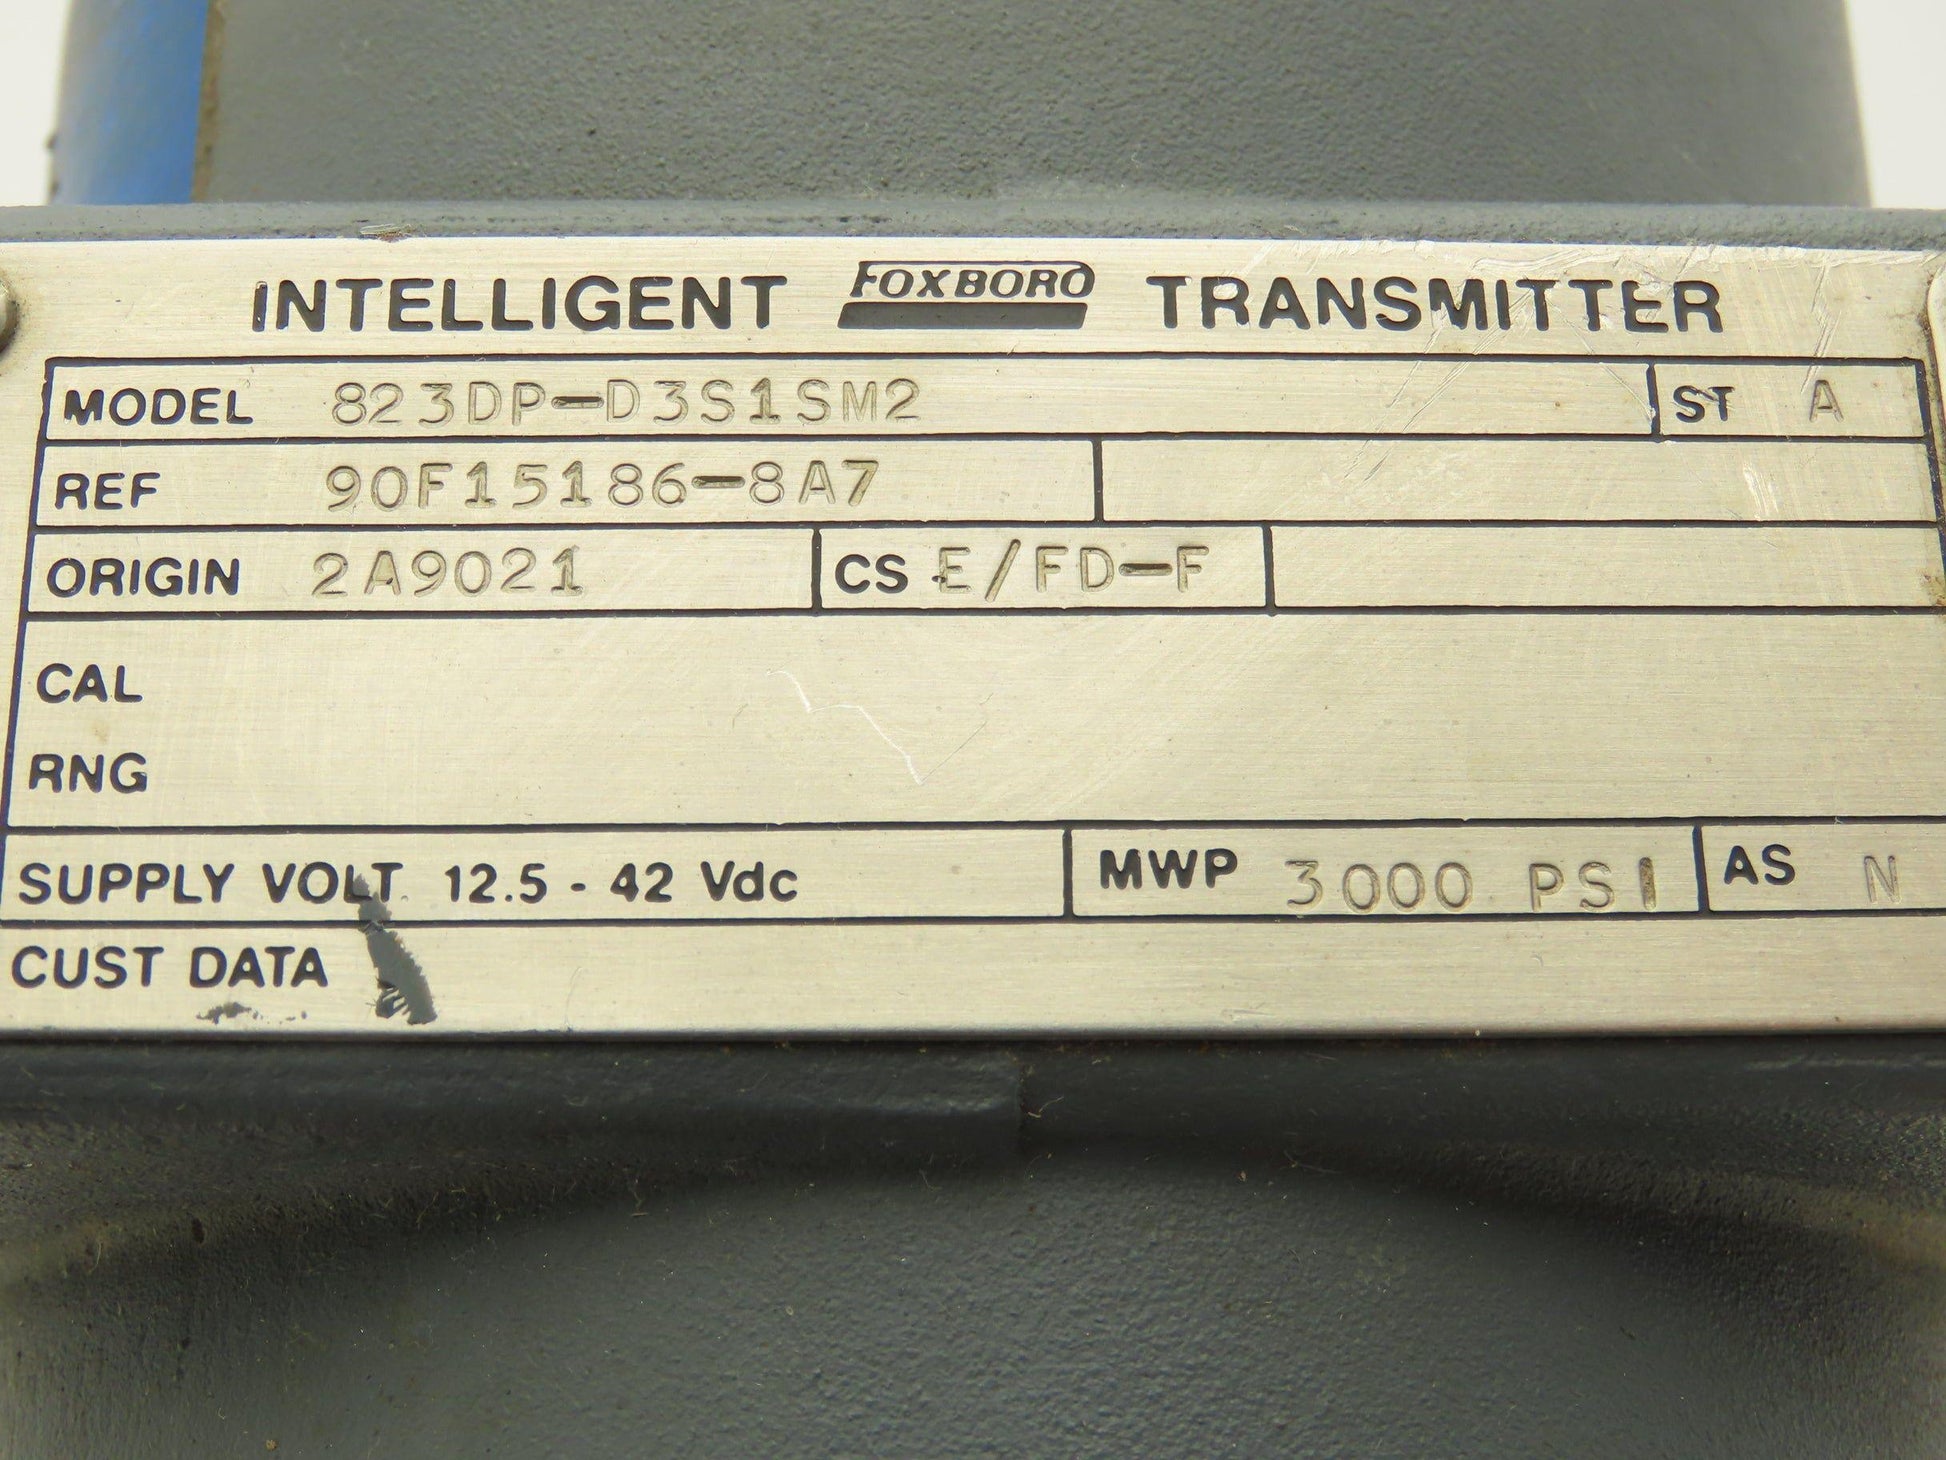 INTELLIGENT FOXBORO TRANSMITTER
MODEL 823DP-D3S1SM2 ST A
REF 90F15186-8A7
ORIGIN 2A9021 CS E/FD-F
CAL
RNG
SUPPLY VOLT. 12.5 - 42 Vdc MWP 3000 PSI AS N
CUST DATA